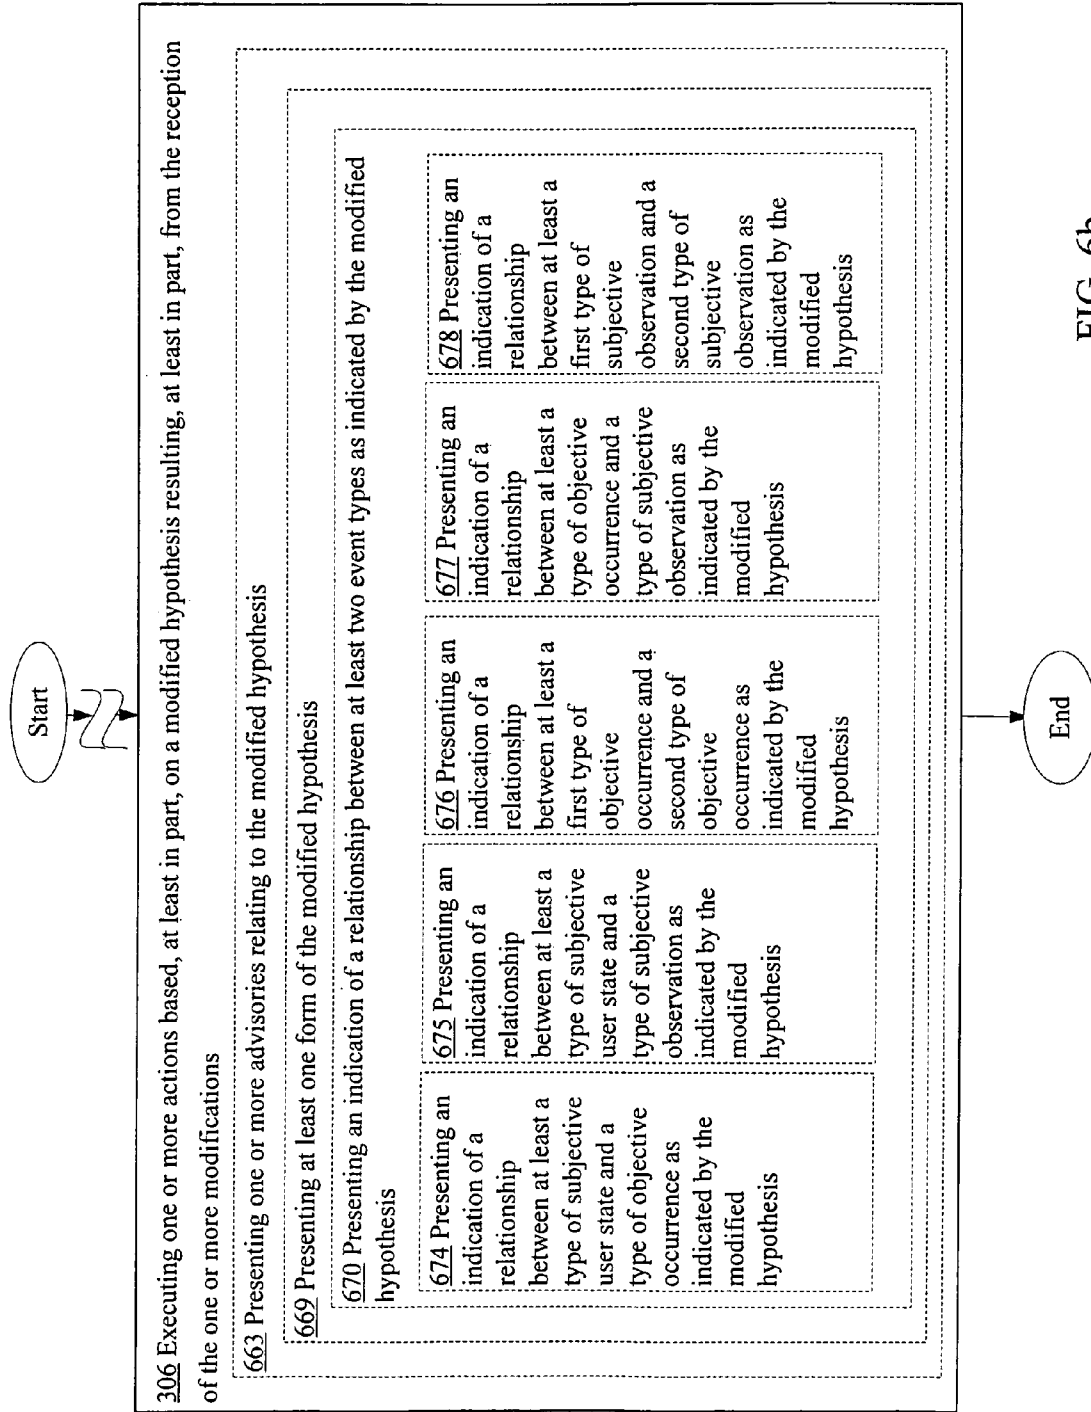 Start
306 Executing one or more actions based, at least in part, on a modified hypothesis resulting, at least in part, from the reception
of the one or more modifications
663 Presenting one or more advisories relating to the modified hypothesis
669 Presenting at least one form of the modified hypothesis
670 Presenting an indication of a relationship between at least two event types as indicated by the modified
hypothesis
674 Presenting an
indication of a
relationship
between at least a
type of subjective
user state and a
type of objective
occurrence as
indicated by the
modified
hypothesis
675 Presenting an
indication of a
relationship
between at least a
type of subjective
user state and a
type of subjective
observation as
indicated by the
modified
hypothesis
676 Presenting an
indication of a
relationship
between at least a
first type of
objective
occurrence and a
second type of
objective
occurrence as
indicated by the
modified
hypothesis
677 Presenting an
indication of a
relationship
between at least a
type of objective
occurrence and a
type of subjective
observation as
indicated by the
modified
hypothesis
678 Presenting an
indication of a
relationship
between at least a
first type of
subjective
observation and a
second type of
subjective
observation as
indicated by the
modified
hypothesis
End
FIG. 6b